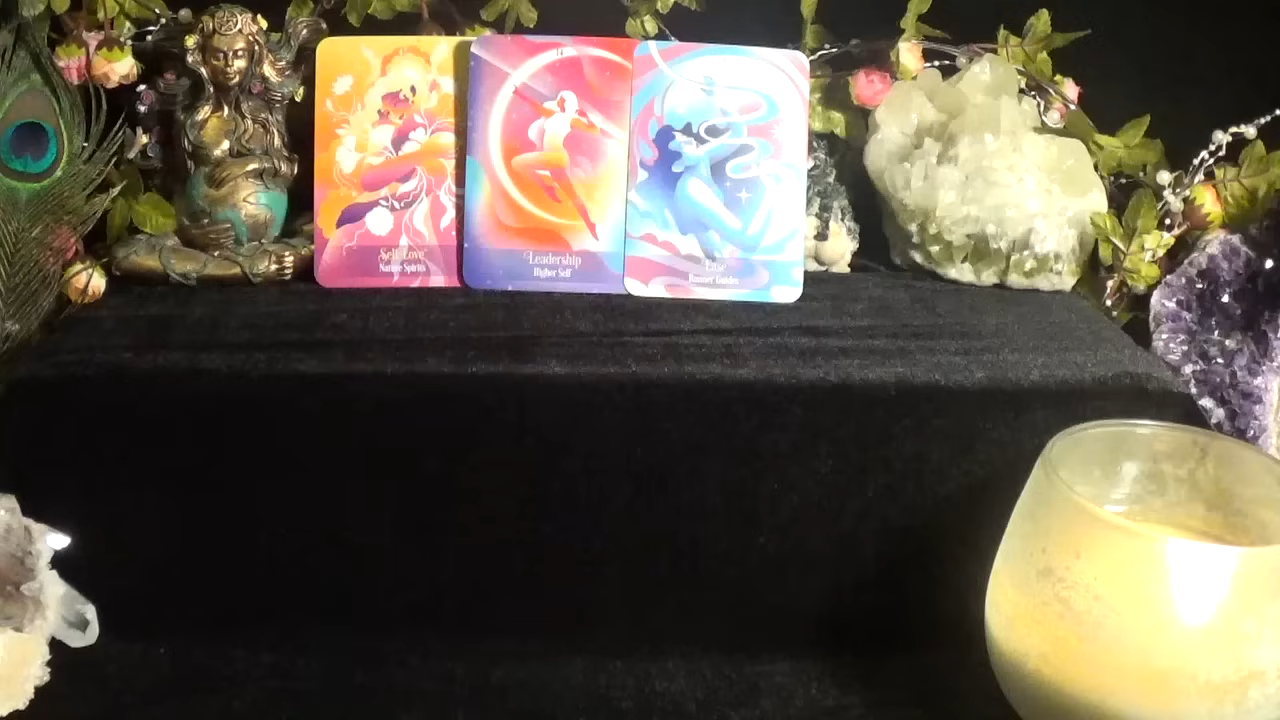 Self Love
Nature Spirits
Leadership
Higher Self
Ease
Runner Guides